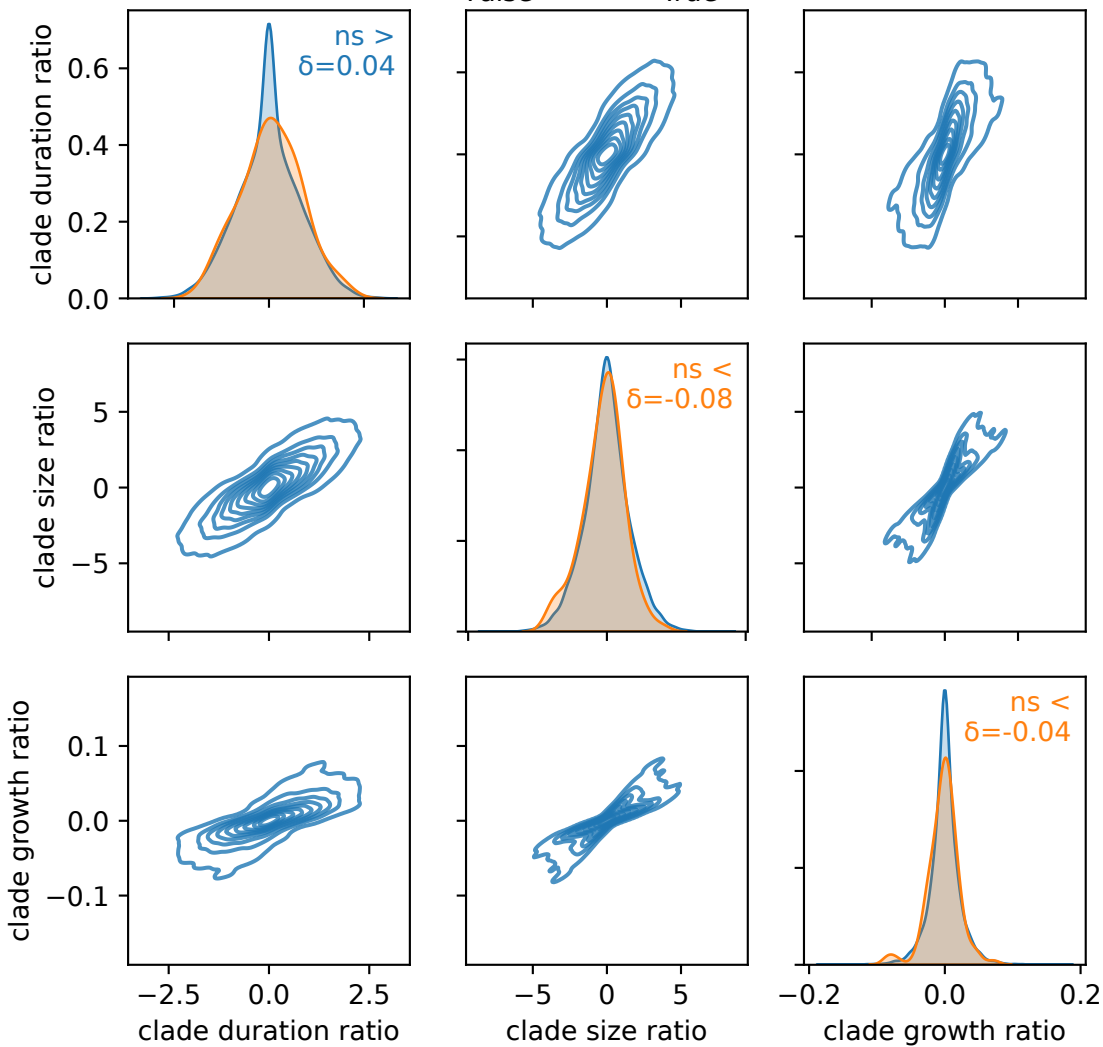 clade duration ratio
0.6
0.4
0.2
0.0
ns >
δ=0.04
clade size ratio
5
0
−5
ns <
δ=-0.08
clade growth ratio
0.1
0.0
−0.1
ns <
δ=-0.04
−2.5 0.0 2.5
clade duration ratio
−5 0 5
clade size ratio
−0.2 0.0 0.2
clade growth ratio